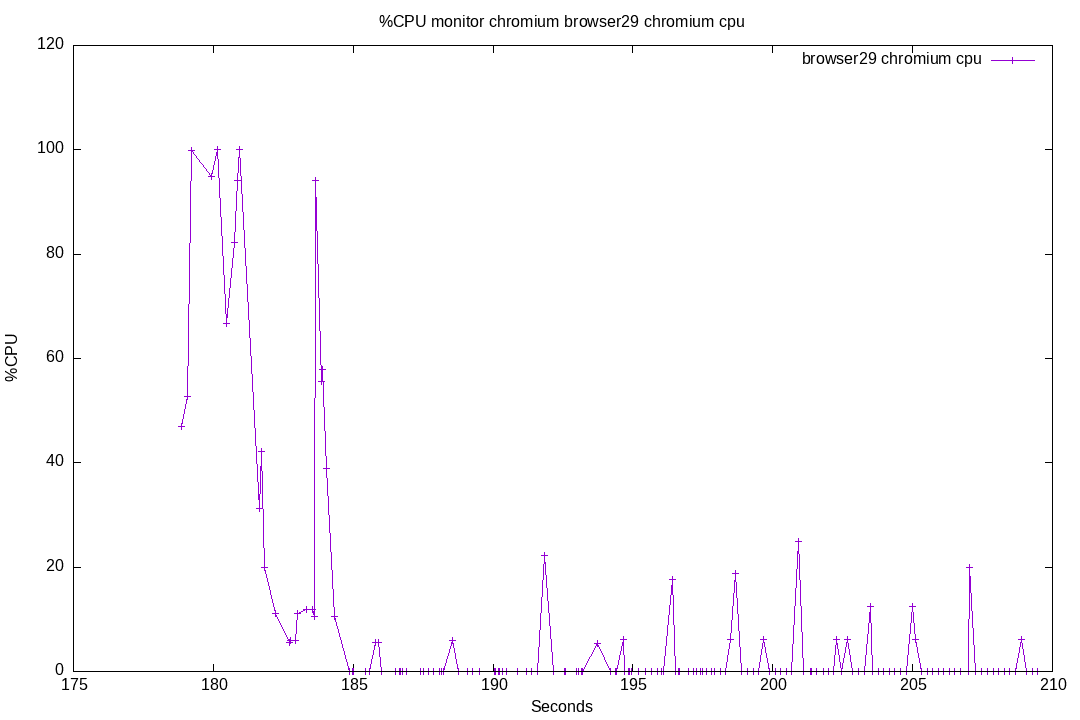 %CPU monitor chromium browser29 chromium cpu
browser29 chromium cpu
120
100
80
60
40
20
0
%CPU
175 180 185 190 195 200 205 210
Seconds